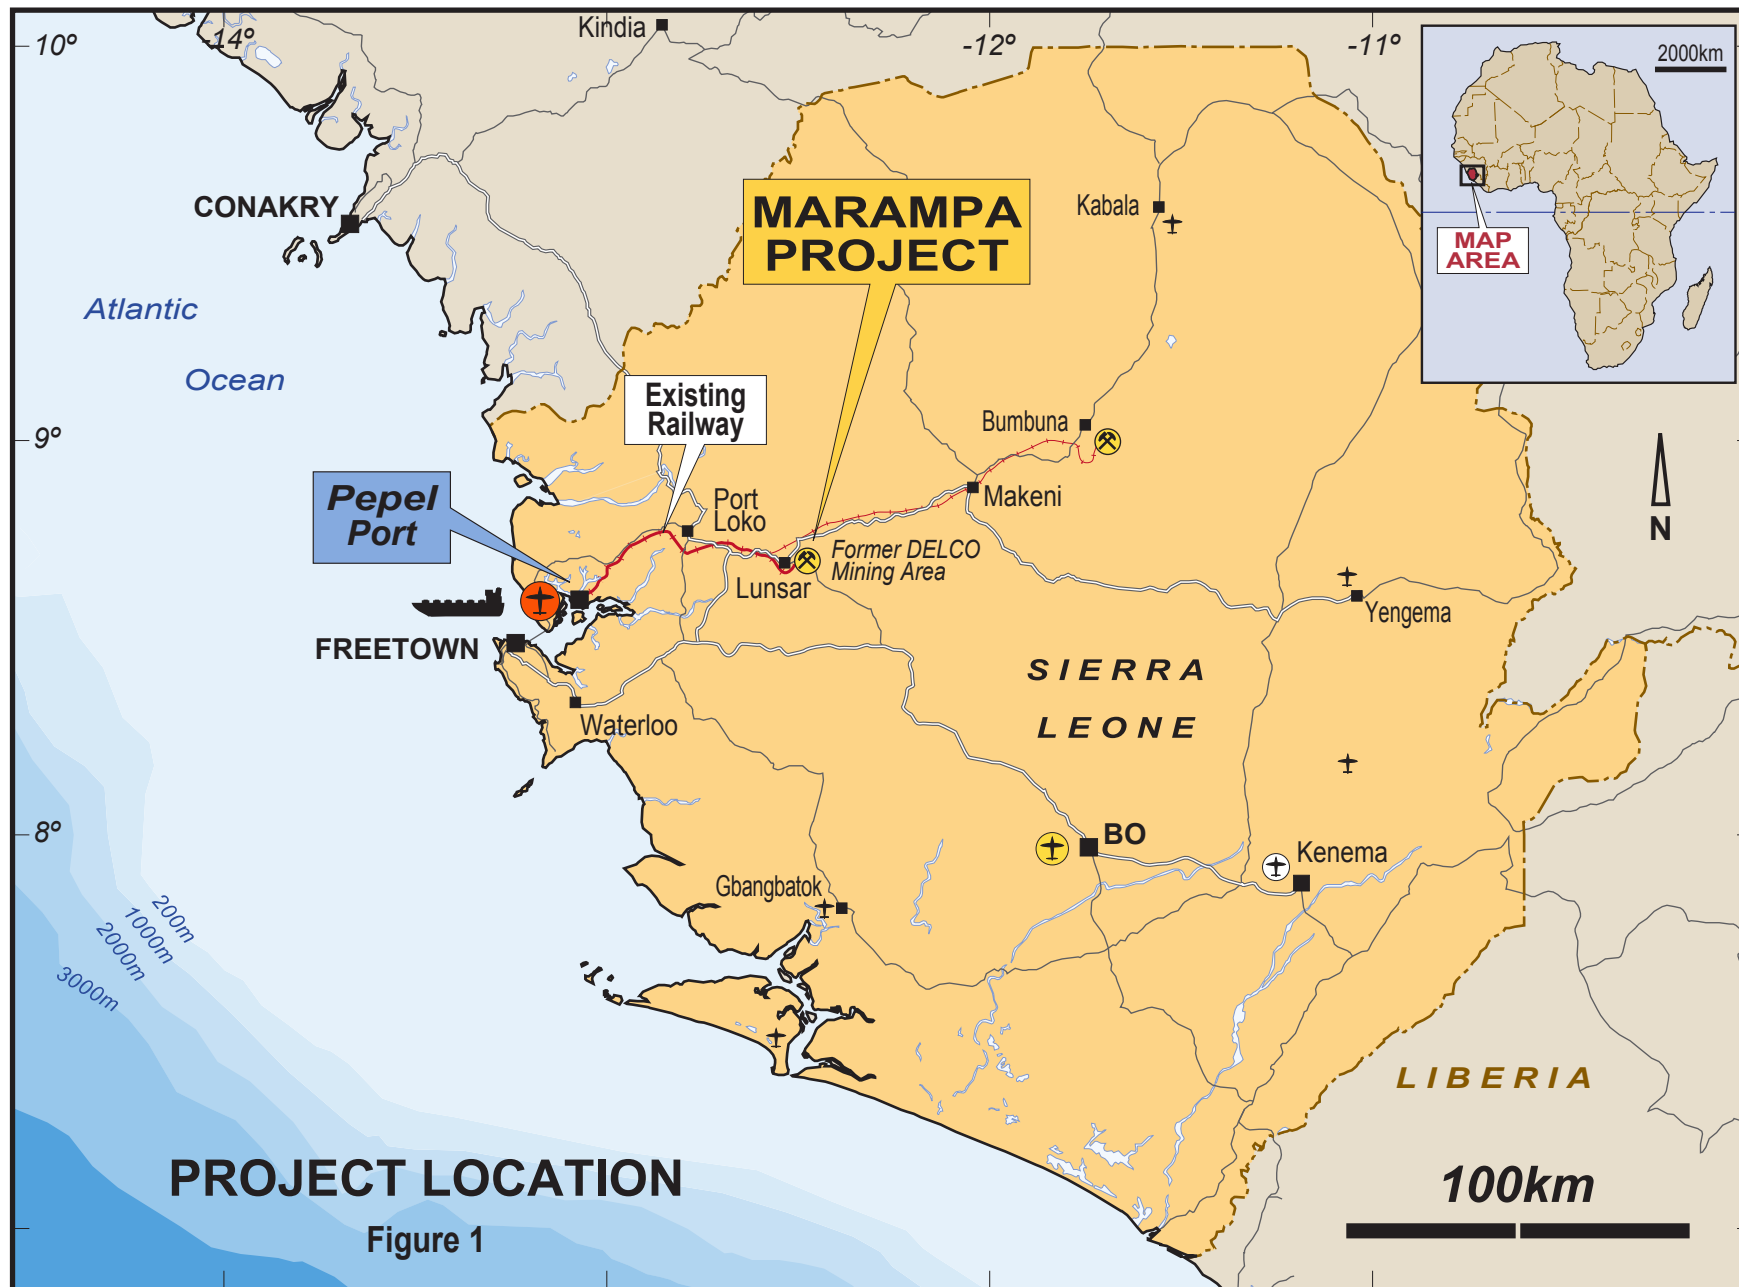 10º
-14º
Kindia
-12º
-11º
2000km
MAP
AREA
CONAKRY
MARAMPA
PROJECT
Kabala
Atlantic
Ocean
Existing
Railway
Bumbuna
9º
Pepel
Port
Port
Loko
Makeni
N
Former DELCO
Mining Area
Lunsar
Yengema
FREETOWN
SIERRA
LEONE
Waterloo
8º
BO
Kenema
Gbangbatok
200m
1000m
2000m
3000m
LIBERIA
PROJECT LOCATION
Figure 1
100km